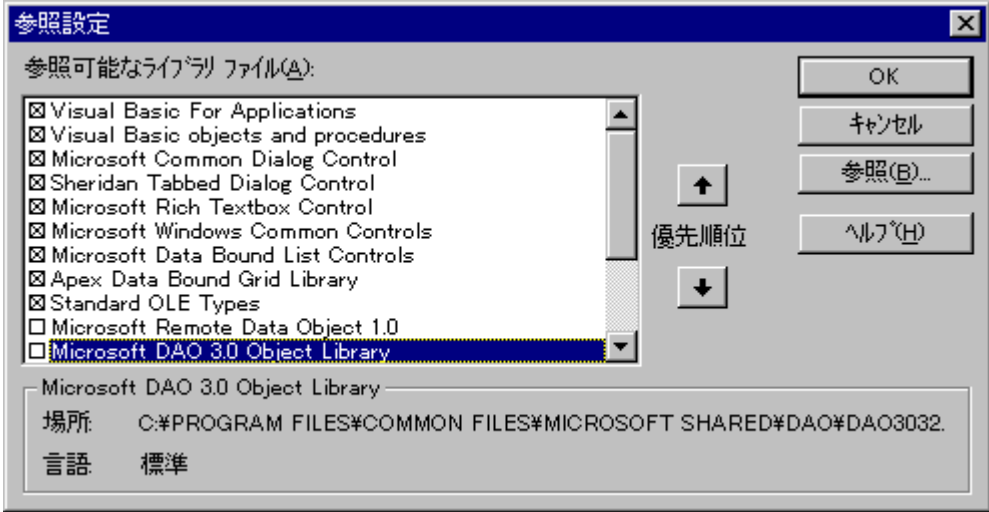 参照設定
参照可能なライブラリ ファイル(A):
Visual Basic For Applications
Visual Basic objects and procedures
Microsoft Common Dialog Control
Sheridan Tabbed Dialog Control
Microsoft Rich Textbox Control
Microsoft Windows Common Controls
Microsoft Data Bound List Controls
Apex Data Bound Grid Library
Standard OLE Types
Microsoft Remote Data Object 1.0
Microsoft DAO 3.0 Object Library
優先順位
OK
キャンセル
参照(B)...
ヘルプ(H)
Microsoft DAO 3.0 Object Library
場所: C:¥PROGRAM FILES¥COMMON FILES¥MICROSOFT SHARED¥DAO¥DAO3032.
言語: 標準